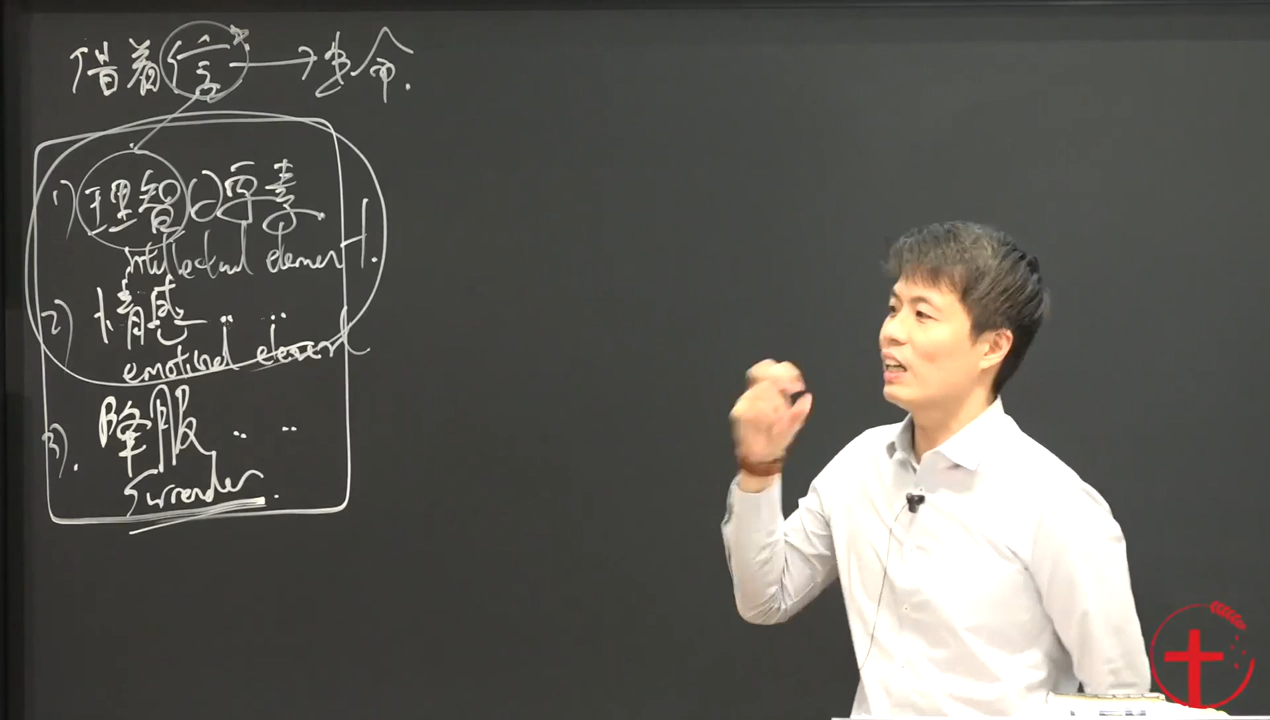 借着信→生命.
1) 理智的因素.
intellectual element.
2) 情感 ‥ ‥
emotional element
3). 降服 ‥ ‥
Surrender.